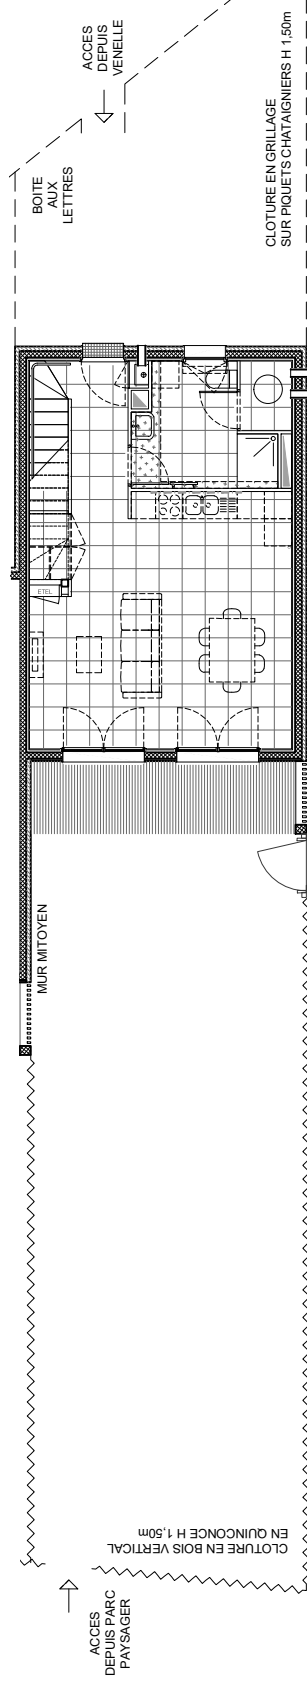 ACCES
DEPUIS
VENELLE
BOITE
AUX
LETTRES
CLOTURE EN GRILLAGE
SUR PIQUETS CHATAIGNIERS H 1,50m
ETEL
MUR MITOYEN
CLOTURE EN BOIS VERTICAL
EN QUINCONCE H 1,50m
ACCES
DEPUIS PARC
PAYSAGER